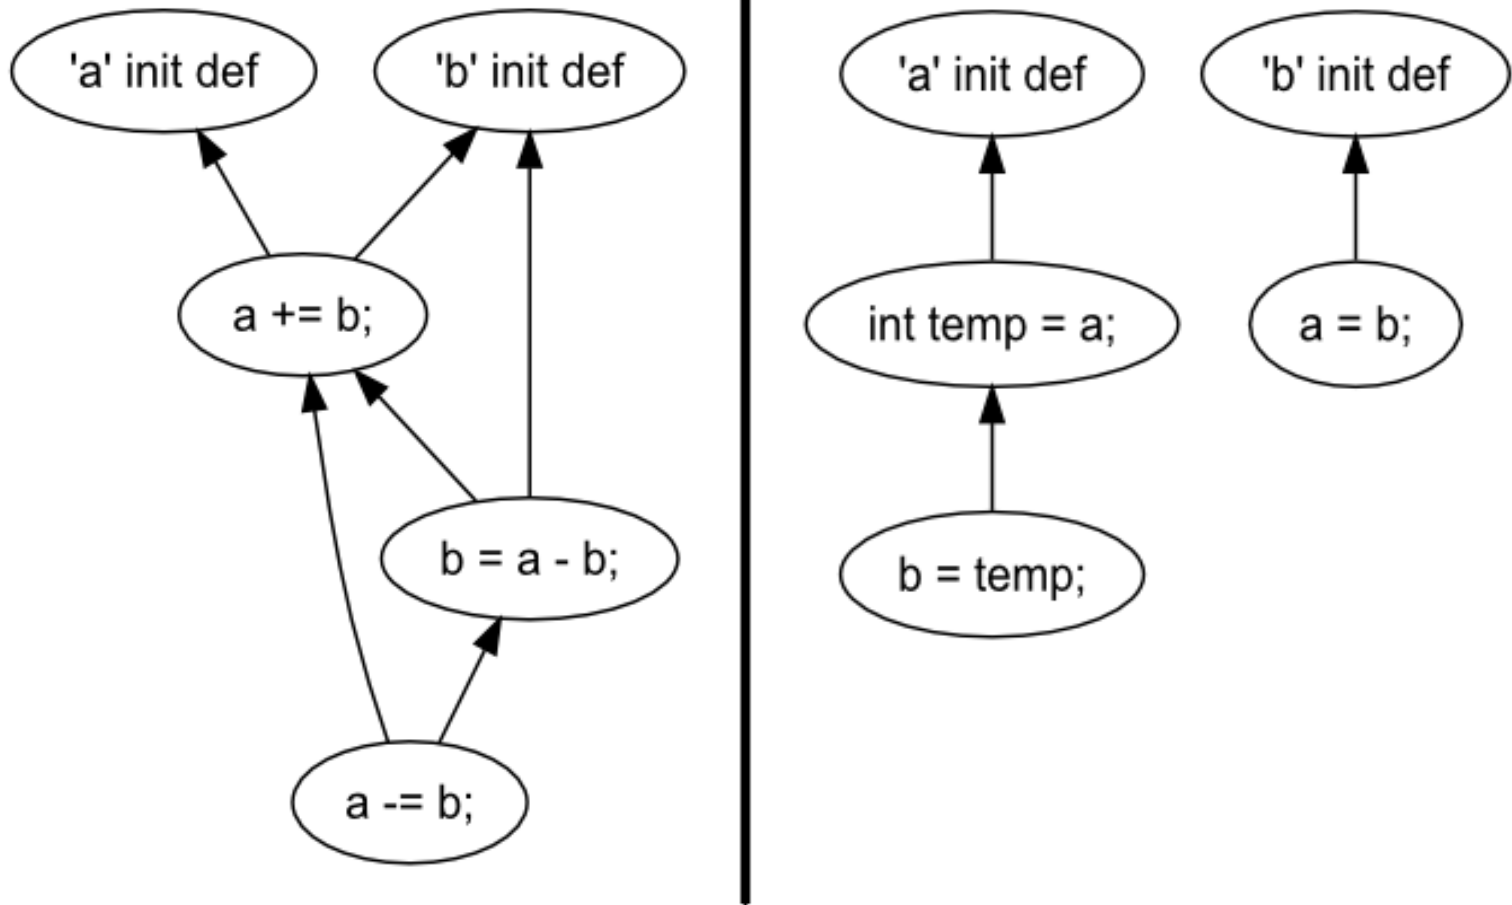 'a' init def
'b' init def
a += b;
b = a - b;
a -= b;
'a' init def
'b' init def
int temp = a;
a = b;
b = temp;